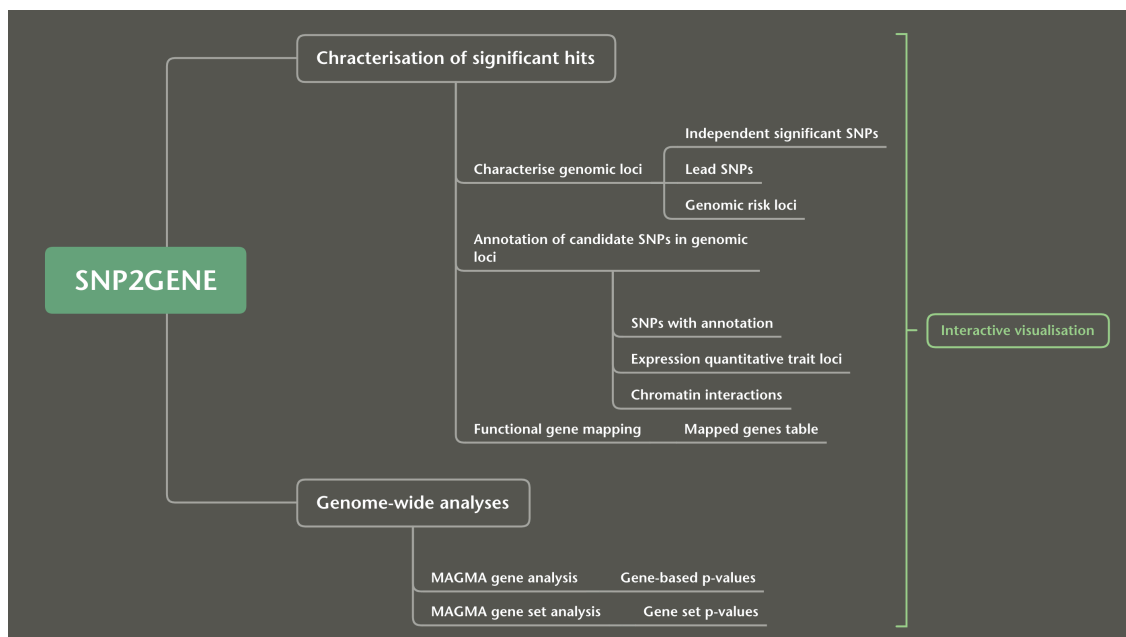 Chracterisation of significant hits
Independent significant SNPs
Characterise genomic loci
Lead SNPs
Genomic risk loci
Annotation of candidate SNPs in genomic
loci
SNP2GENE
SNPs with annotation
Interactive visualisation
Expression quantitative trait loci
Chromatin interactions
Functional gene mapping
Mapped genes table
Genome-wide analyses
MAGMA gene analysis
Gene-based p-values
MAGMA gene set analysis
Gene set p-values